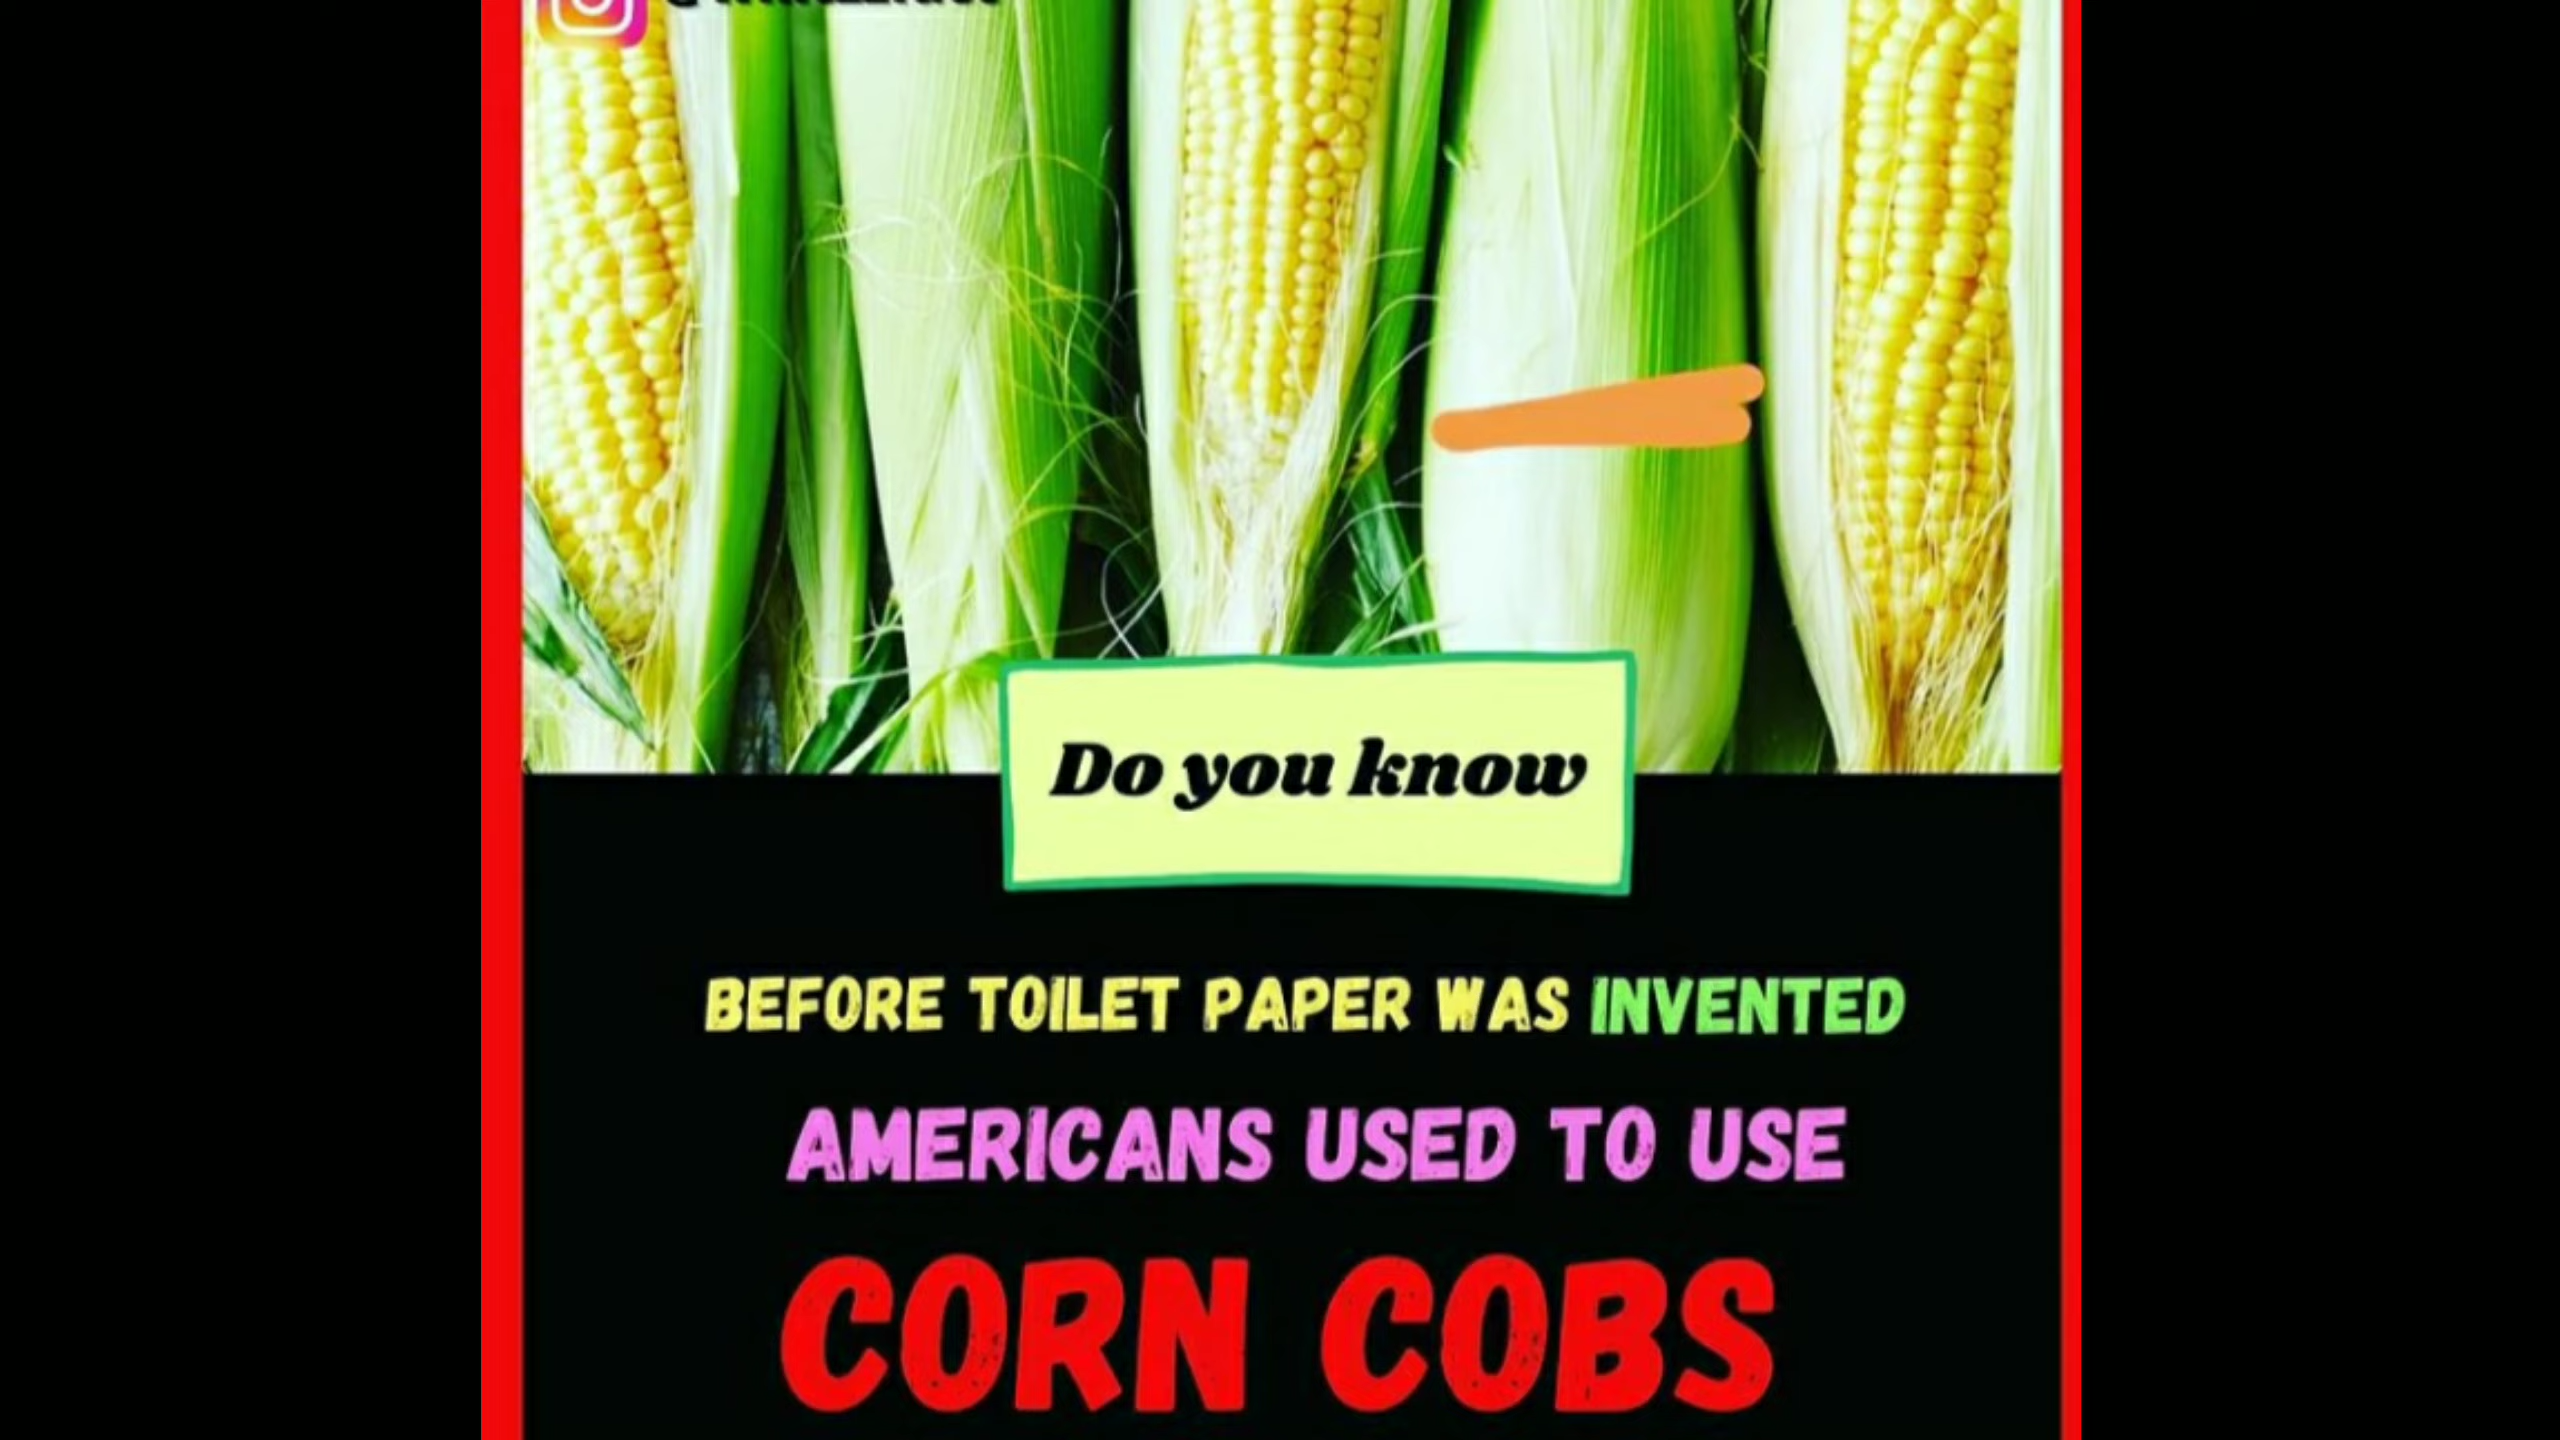 Do you know
BEFORE TOILET PAPER WAS INVENTED
AMERICANS USED TO USE
CORN COBS